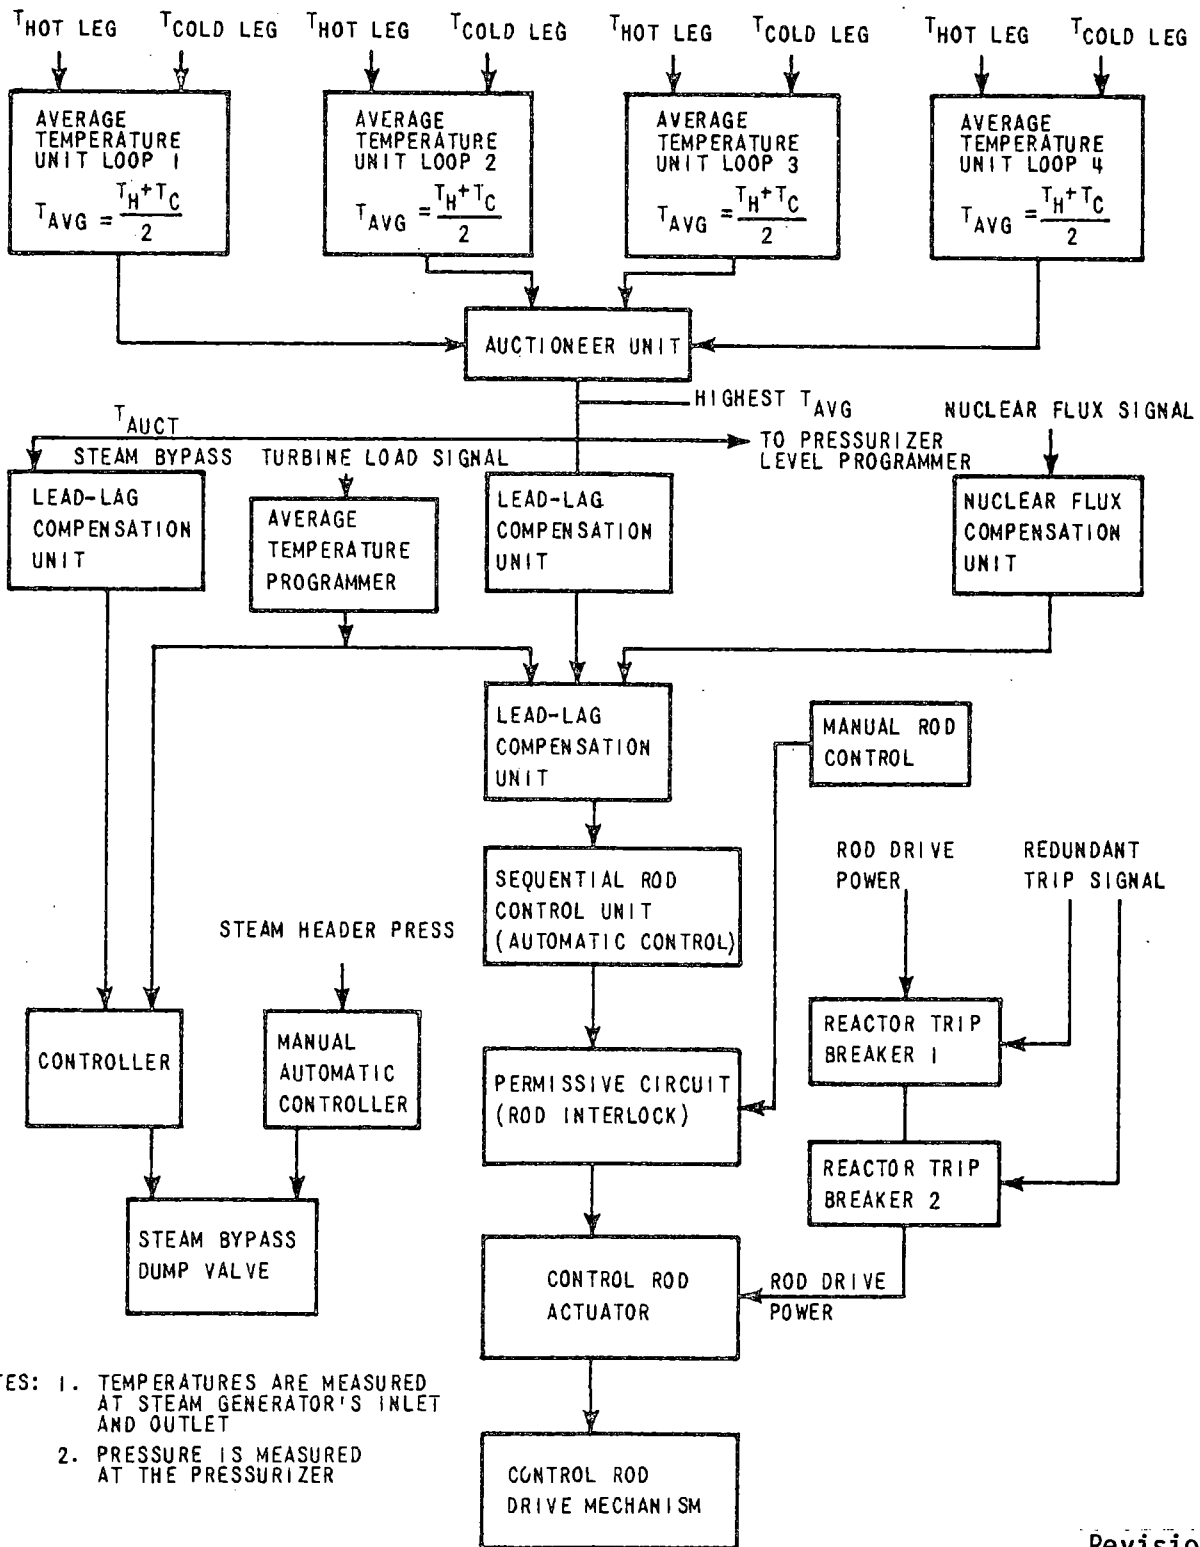 THOT LEG TCOLD LEG THOT LEG TCOLD LEG THOT LEG TCOLD LEG THOT LEG TCOLD LEG
AVERAGE
TEMPERATURE
UNIT LOOP 1
TAVG = TH+TC
2
AVERAGE
TEMPERATURE
UNIT LOOP 2
TAVG = TH+TC
2
AVERAGE
TEMPERATURE
UNIT LOOP 3
TAVG = TH+TC
2
AVERAGE
TEMPERATURE
UNIT LOOP 4
TAVG = TH+TC
2
AUCTIONEER UNIT
HIGHEST TAVG
NUCLEAR FLUX SIGNAL
TAUCT
TO PRESSURIZER
LEVEL PROGRAMMER
STEAM BYPASS
TURBINE LOAD SIGNAL
LEAD-LAG
COMPENSATION
UNIT
AVERAGE
TEMPERATURE
PROGRAMMER
LEAD-LAG
COMPENSATION
UNIT
NUCLEAR FLUX
COMPENSATION
UNIT
LEAD-LAG
COMPENSATION
UNIT
MANUAL ROD
CONTROL
SEQUENTIAL ROD
CONTROL UNIT
(AUTOMATIC CONTROL)
ROD DRIVE
POWER
REDUNDANT
TRIP SIGNAL
STEAM HEADER PRESS
CONTROLLER
MANUAL
AUTOMATIC
CONTROLLER
PERMISSIVE CIRCUIT
(ROD INTERLOCK)
REACTOR TRIP
BREAKER 1
REACTOR TRIP
BREAKER 2
STEAM BYPASS
DUMP VALVE
CONTROL ROD
ACTUATOR
ROD DRIVE
POWER
TES: 1. TEMPERATURES ARE MEASURED
AT STEAM GENERATOR'S INLET
AND OUTLET
2. PRESSURE IS MEASURED
AT THE PRESSURIZER
CONTROL ROD
DRIVE MECHANISM
Revisio